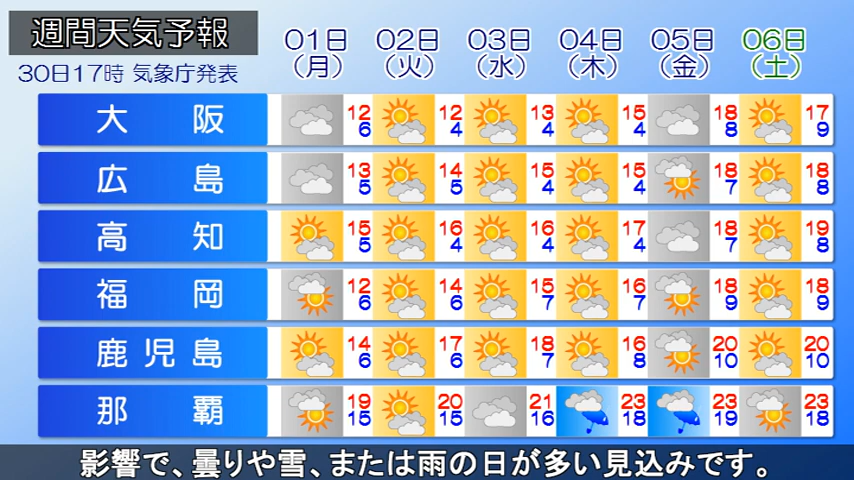 週間天気予報
30日17時 気象庁発表
01日 02日 03日 04日 05日 06日
(月) (火) (水) (木) (金) (土)
大阪 12 6 12 4 13 4 15 4 18 8 17 9
広島 13 5 14 5 15 4 15 4 18 7 18 8
高知 15 5 16 4 16 4 17 4 18 7 19 8
福岡 12 6 14 6 15 7 16 7 18 9 18 9
鹿児島 14 6 17 6 18 7 16 8 20 10 20 10
那覇 19 15 20 15 21 16 23 18 23 19 23 18
影響で、曇りや雪、または雨の日が多い見込みです。